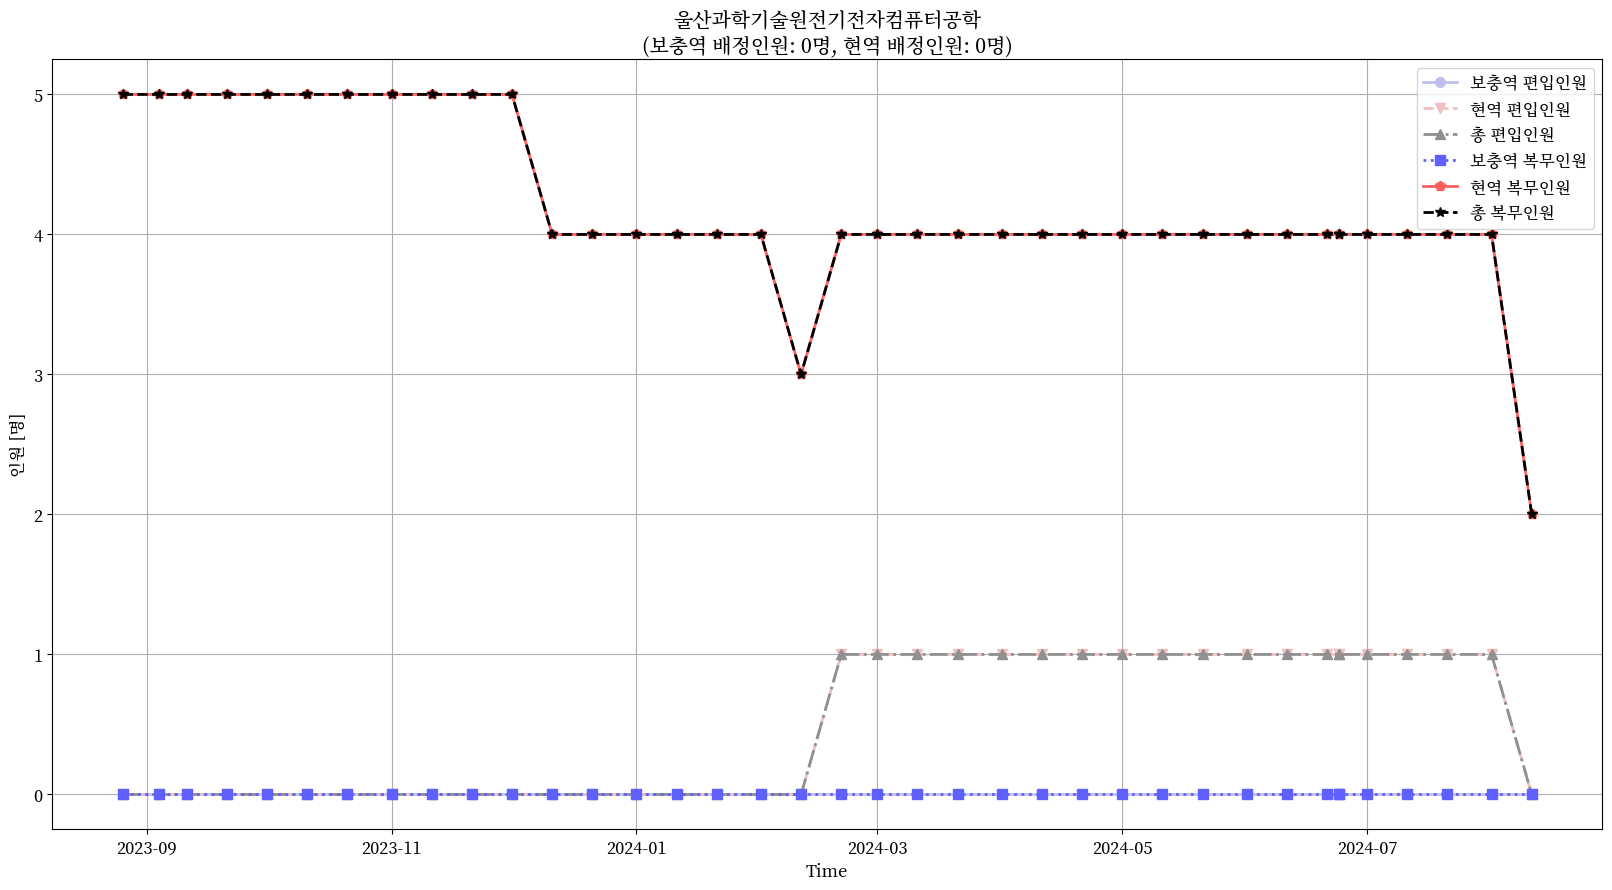 울산과학기술원전기전자컴퓨터공학
(보충역 배정인원: 0명, 현역 배정인원: 0명)
보충역 편입인원
현역 편입인원
총 편입인원
보충역 복무인원
현역 복무인원
총 복무인원
인원 [명]
5
4
3
2
1
0
2023-09
2023-11
2024-01
2024-03
2024-05
2024-07
Time